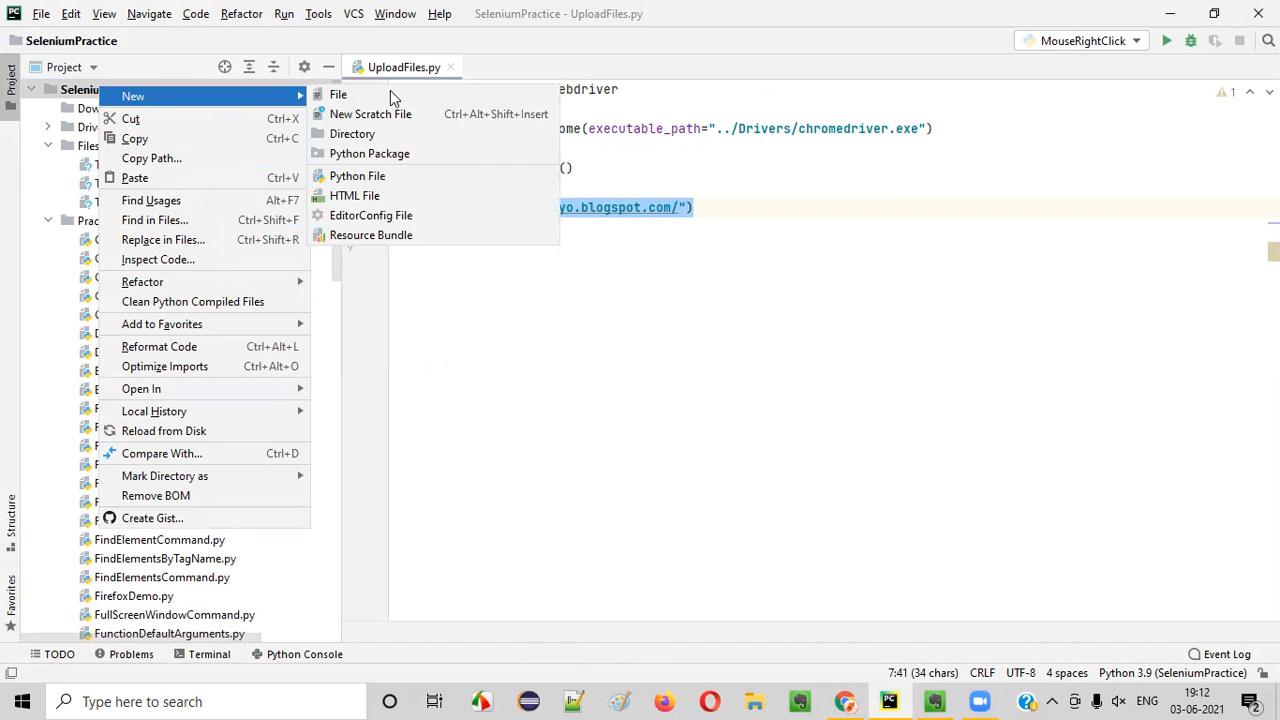 PC File Edit View Navigate Code Refactor Run Tools VCS Window Help SeleniumPractice - UploadFiles.py
SeleniumPractice MouseRightClick
Project UploadFiles.py
Project
New
Cut Ctrl+X
Copy Ctrl+C
Copy Path...
Paste Ctrl+V
Find Usages Alt+F7
Find in Files... Ctrl+Shift+F
Replace in Files... Ctrl+Shift+R
Inspect Code...
Refactor
Clean Python Compiled Files
Add to Favorites
Reformat Code Ctrl+Alt+L
Optimize Imports Ctrl+Alt+O
Open In
Local History
Reload from Disk
Compare With... Ctrl+D
Mark Directory as
Remove BOM
Create Gist...
File
New Scratch File Ctrl+Alt+Shift+Insert
Directory
Python Package
Python File
HTML File
EditorConfig File
Resource Bundle
ebdriver
ome(executable_path="../Drivers/chromedriver.exe")
()
yo.blogspot.com/")
1
FindElementCommand.py
FindElementsByTagName.py
FindElementsCommand.py
FirefoxDemo.py
FullScreenWindowCommand.py
FunctionDefaultArguments.py
Structure
Favorites
TODO Problems Terminal Python Console Event Log
7:41 (34 chars) CRLF UTF-8 4 spaces Python 3.9 (SeleniumPractice)
Type here to search
ENG
19:12
03-06-2021
2